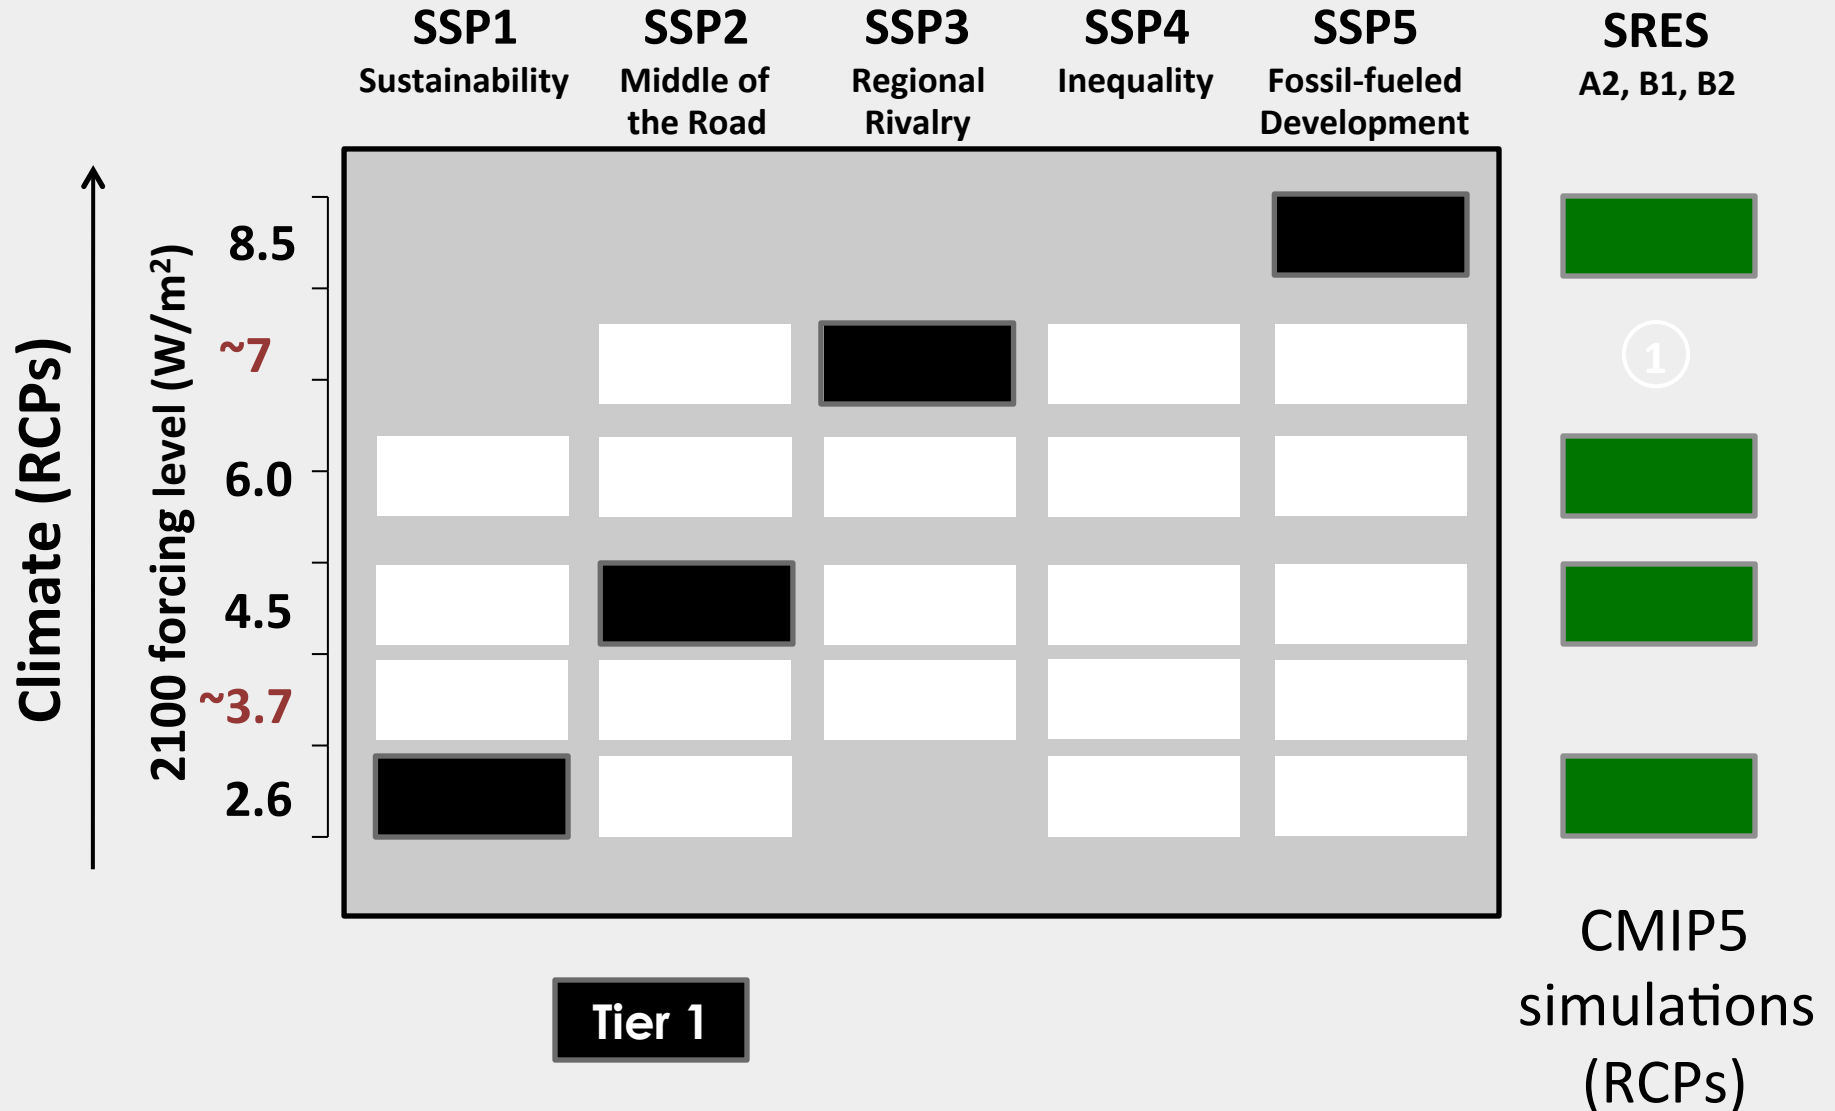 SSP1
SSP2
SSP3
SSP4
SSP5
SRES
Sustainability
Middle of
the Road
Regional
Rivalry
Inequality
Fossil-fueled
Development
A2, B1, B2
Climate (RCPs)
2100 forcing level (W/m²)
8.5
~7
6.0
4.5
~3.7
2.6
1
Tier 1
CMIP5
simulations
(RCPs)